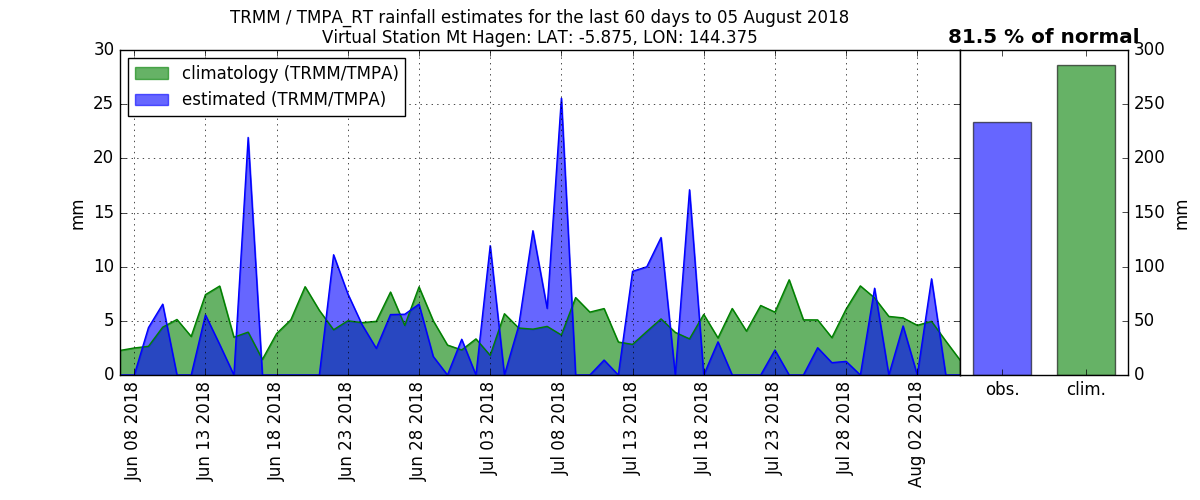 TRMM / TMPA_RT rainfall estimates for the last 60 days to 05 August 2018
Virtual Station Mt Hagen: LAT: -5.875, LON: 144.375
81.5 % of normal
climatology (TRMM/TMPA)
estimated (TRMM/TMPA)
30
25
20
15
10
5
0
mm
Jun 08 2018
Jun 13 2018
Jun 18 2018
Jun 23 2018
Jun 28 2018
Jul 03 2018
Jul 08 2018
Jul 13 2018
Jul 18 2018
Jul 23 2018
Jul 28 2018
Aug 02 2018
obs.
clim.
300
250
200
150
100
50
0
mm